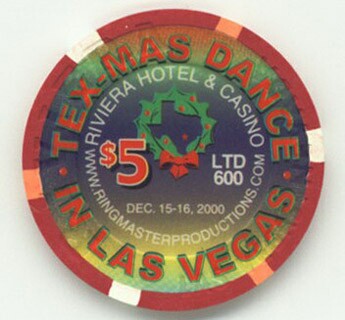 TEX-MAS DANCE
RIVIERA HOTEL & CASINO
$5
LTD
600
DEC. 15-16, 2000
WWW.RINGMASTERPRODUCTIONS.COM
IN LAS VEGAS